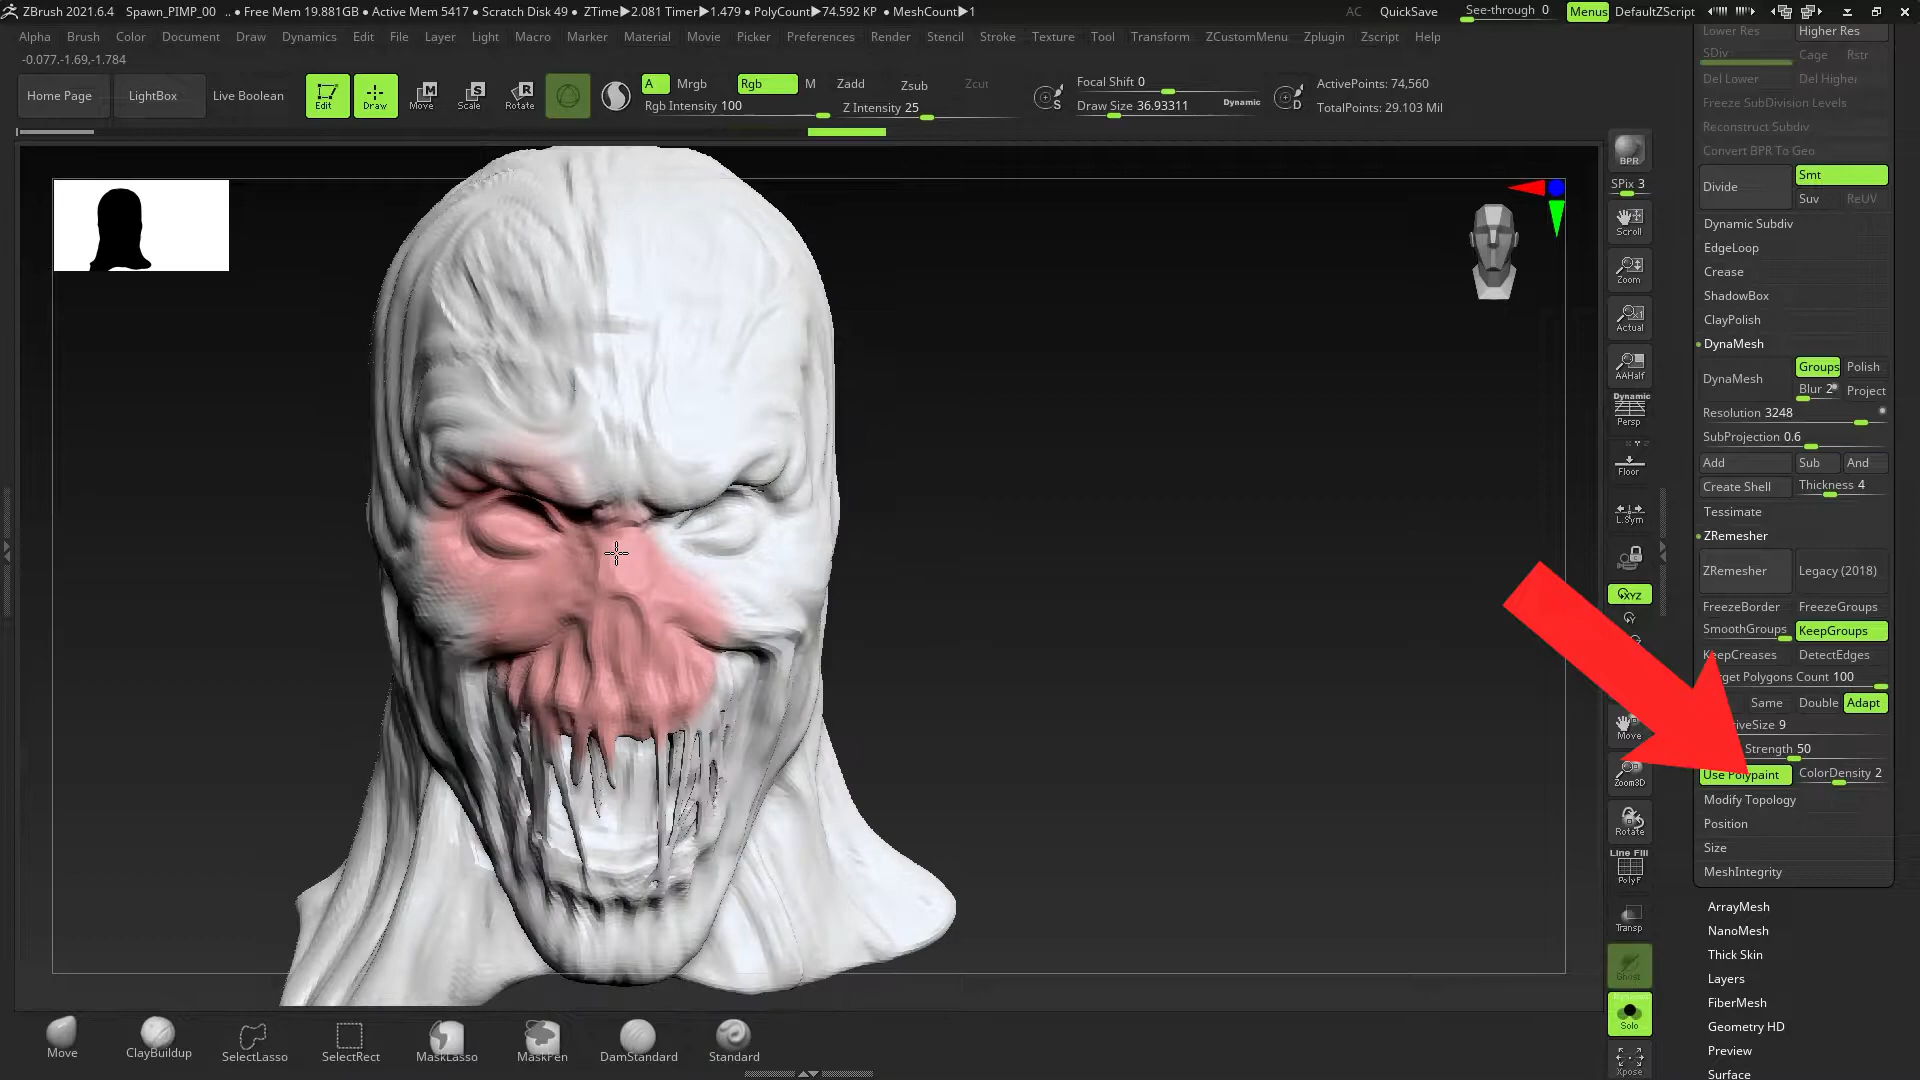 ZBrush 2021.6.4 Spawn_PIMP_00 .. • Free Mem 19.881GB • Active Mem 5417 • Scratch Disk 49 • ZTime▶2.081 Timer▶1.479 • PolyCount▶74.592 KP • MeshCount▶1
AC QuickSave See-through 0 Menus DefaultZScript
Alpha Brush Color Document Draw Dynamics Edit File Layer Light Macro Marker Material Movie Picker Preferences Render Stencil Stroke Texture Tool Transform ZCustomMenu Zplugin Zscript Help
-0.077,-1.69,-1.784
Home Page LightBox Live Boolean
Edit Draw Move Scale Rotate
A Mrgb Rgb M Zadd Zsub Zcut
Rgb Intensity 100 Z Intensity 25
Focal Shift 0
Draw Size 36.93311 Dynamic
S D
ActivePoints: 74,560
TotalPoints: 29.103 Mil
BPR
SPix 3
Scroll
Zoom
Actual
AAHalf
Dynamic
Persp
Floor
L.Sym
XYZ
Move
Zoom3D
Rotate
Line Fill
PolyF
Transp
Ghost
Solo
Xpose
Lower Res Higher Res
SDiv Cage Rstr
Del Lower Del Higher
Freeze SubDivision Levels
Reconstruct Subdiv
Convert BPR To Geo
Divide Smt
Suv ReUV
Dynamic Subdiv
EdgeLoop
Crease
ShadowBox
ClayPolish
DynaMesh
DynaMesh Groups Polish
Blur 2 Project
Resolution 3248
SubProjection 0.6
Add Sub And
Create Shell Thickness 4
Tessimate
ZRemesher
ZRemesher Legacy (2018)
FreezeBorder FreezeGroups
SmoothGroups KeepGroups
KeepCreases DetectEdges
Polygons Count 100
Same Double Adapt
Size 9
Strength 50
Use Polypaint ColorDensity 2
Modify Topology
Position
Size
MeshIntegrity
ArrayMesh
NanoMesh
Thick Skin
Layers
FiberMesh
Geometry HD
Preview
Surface
Move ClayBuildup SelectLasso SelectRect MaskLasso MaskPen DamStandard Standard